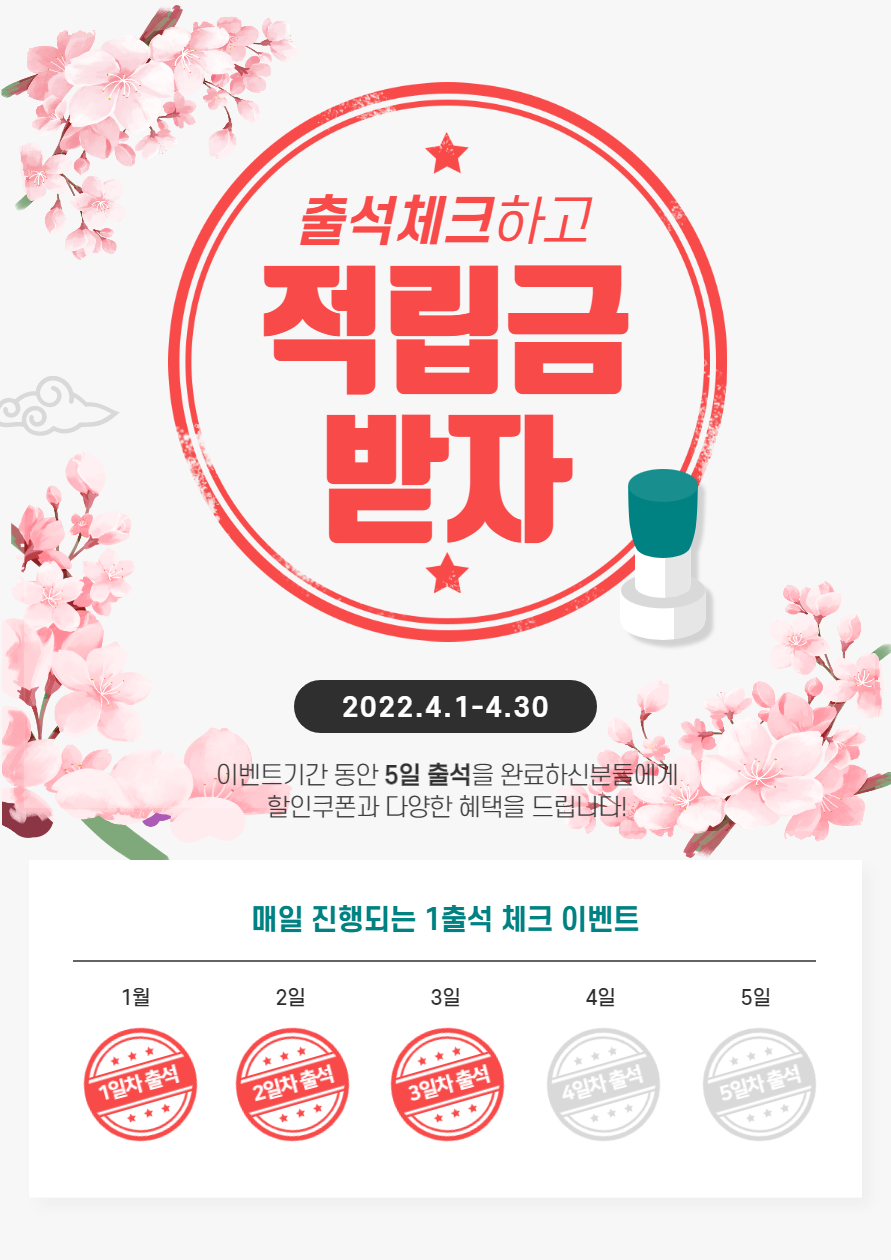 출석체크하고
적립금
받자
2022.4.1-4.30
이벤트기간 동안 5일 출석을 완료하신분들에게
할인쿠폰과 다양한 혜택을 드립니다!
매일 진행되는 1출석 체크 이벤트
1월 2일 3일 4일 5일
1일차 출석 2일차 출석 3일차 출석 4일차 출석 5일차 출석